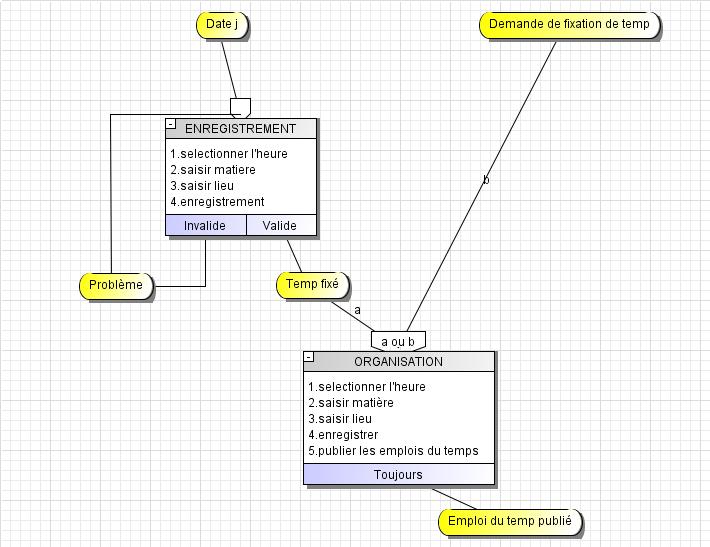 Date j
Demande de fixation de temp
-
ENREGISTREMENT
1.selectionner l'heure
2.saisir matiere
3.saisir lieu
4.enregistrement
Invalide
Valide
b
Problème
Temp fixé
a
a ou b
-
ORGANISATION
1.selectionner l'heure
2.saisir matière
3.saisir lieu
4.enregistrer
5.publier les emplois du temps
Toujours
Emploi du temp publié